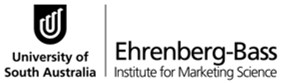 University of
South Australia
Ehrenberg-Bass
Institute for Marketing Science